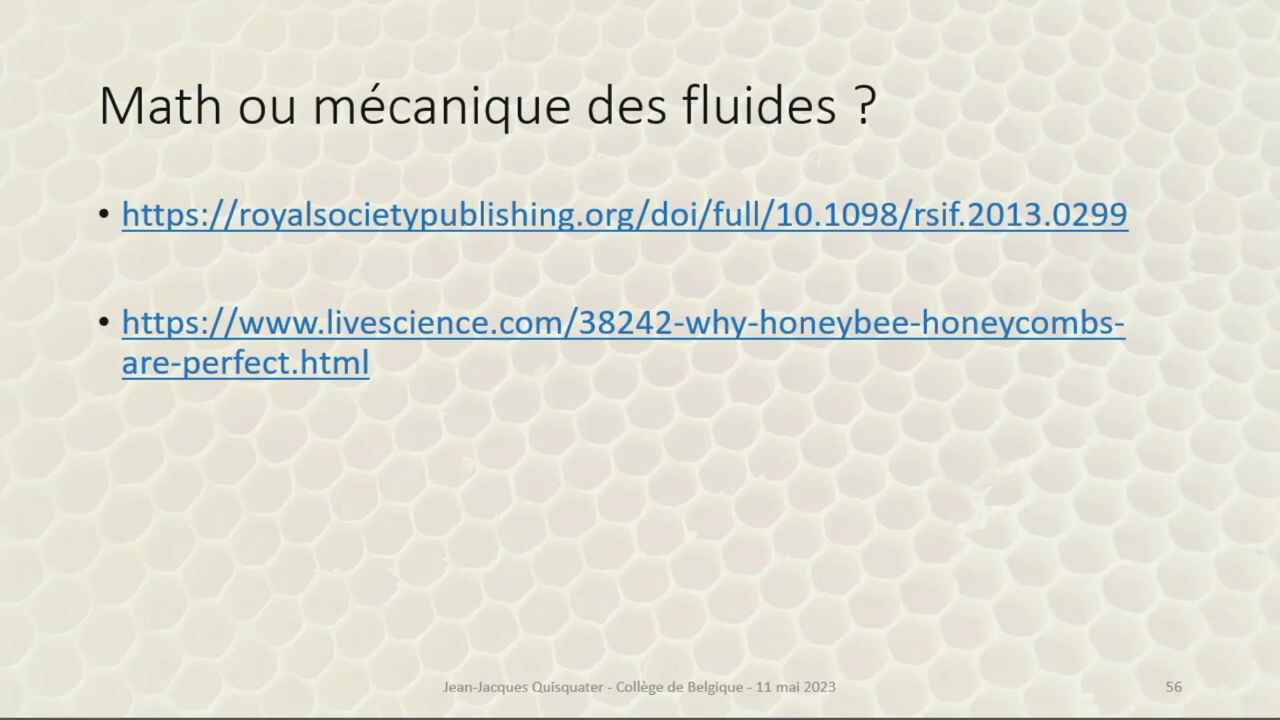 Math ou mécanique des fluides ?
• https://royalsocietypublishing.org/doi/full/10.1098/rsif.2013.0299
• https://www.livescience.com/38242-why-honeybee-honeycombs-
are-perfect.html
Jean-Jacques Quisquater - Collège de Belgique - 11 mai 2023
56